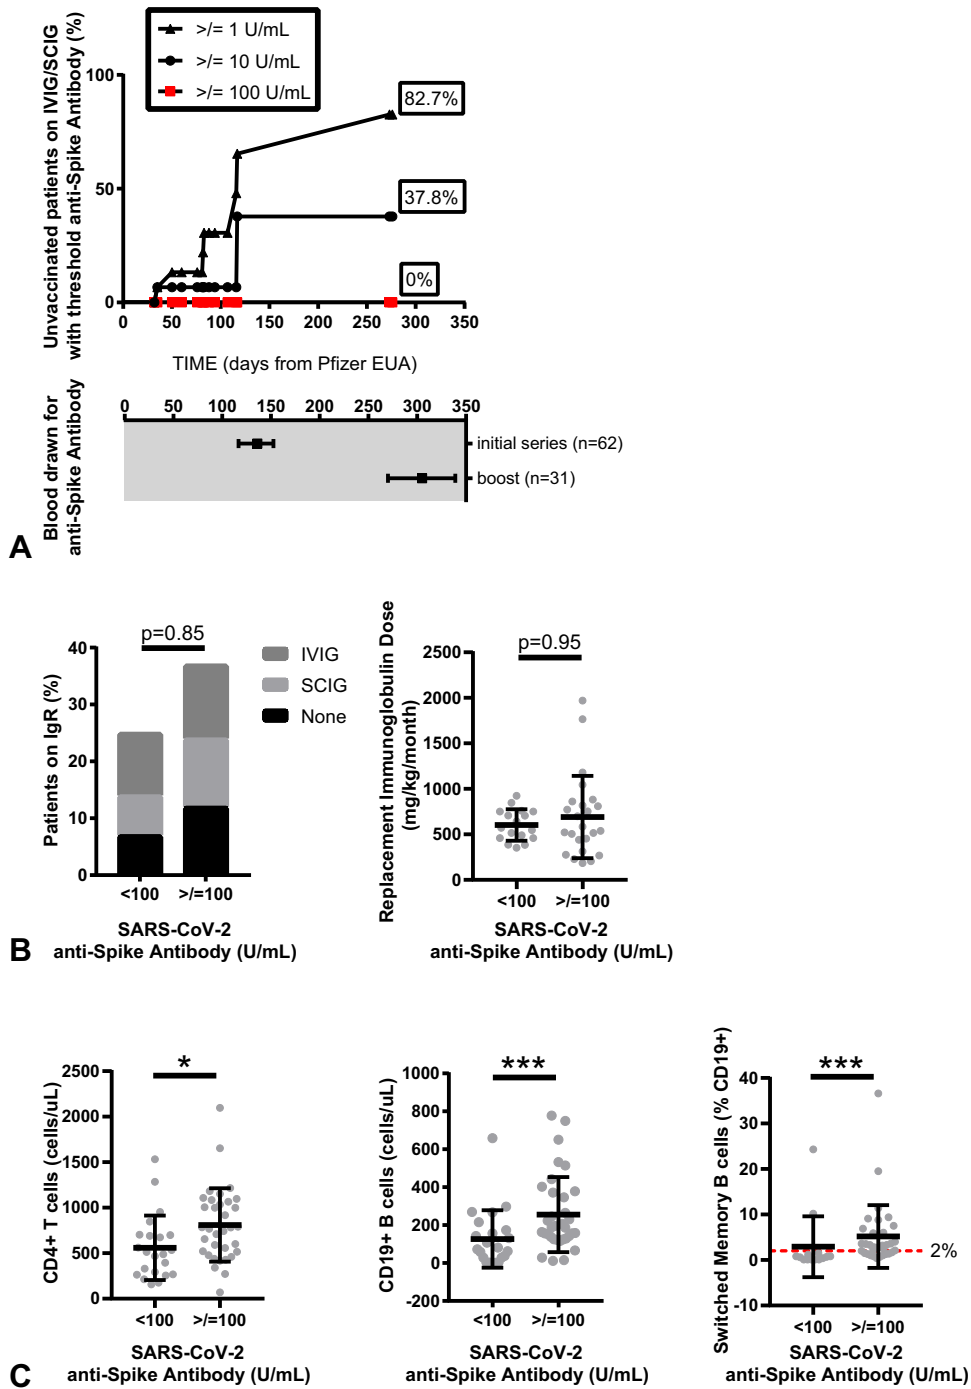 Unvaccinated patients on IVIG/SCIG
with threshold anti-Spike Antibody (%)
>/= 1 U/mL
>/= 10 U/mL
>/= 100 U/mL
100
50
0
82.7%
37.8%
0%
0 50 100 150 200 250 300 350
TIME (days from Pfizer EUA)
Blood drawn for
anti-Spike Antibody
0 50 100 150 200 250 300 350
initial series (n=62)
boost (n=31)
A
Patients on IgR (%)
40
30
20
10
0
p=0.85
IVIG
SCIG
None
<100 >/=100
SARS-CoV-2
anti-Spike Antibody (U/mL)
Replacement Immunoglobulin Dose
(mg/kg/month)
2500
2000
1500
1000
500
0
p=0.95
<100 >/=100
SARS-CoV-2
anti-Spike Antibody (U/mL)
B
CD4+ T cells (cells/uL)
2500
2000
1500
1000
500
0
*
<100 >/=100
SARS-CoV-2
anti-Spike Antibody (U/mL)
CD19+ B cells (cells/uL)
1000
800
600
400
200
0
-200
***
<100 >/=100
SARS-CoV-2
anti-Spike Antibody (U/mL)
Switched Memory B cells (% CD19+)
40
30
20
10
0
-10
***
2%
<100 >/=100
SARS-CoV-2
anti-Spike Antibody (U/mL)
C